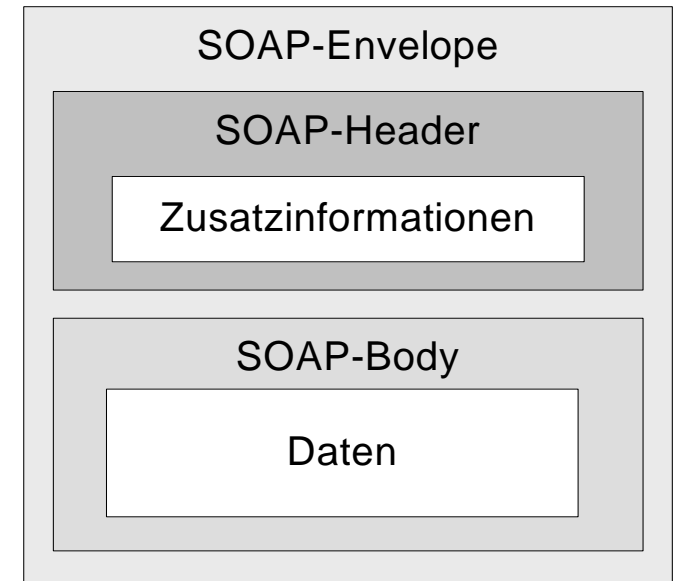 SOAP-Envelope
SOAP-Header
Zusatzinformationen
SOAP-Body
Daten